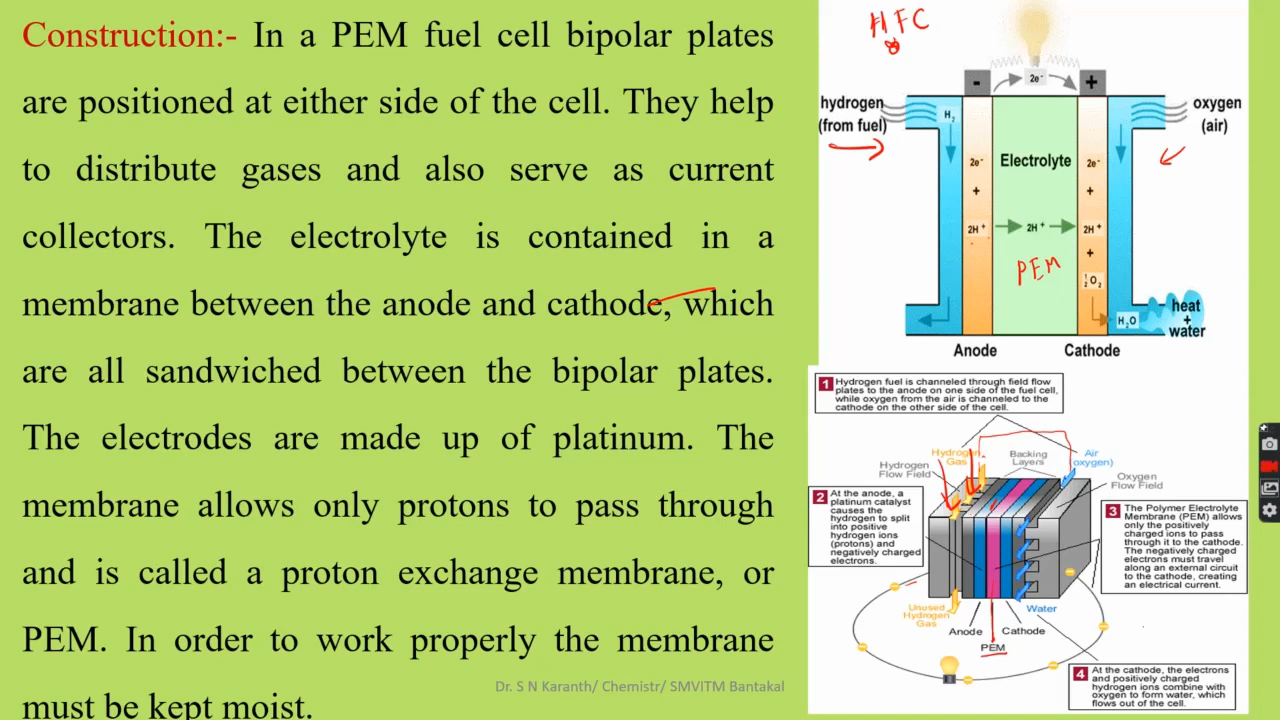 Construction:- In a PEM fuel cell bipolar plates
are positioned at either side of the cell. They help
to distribute gases and also serve as current
collectors. The electrolyte is contained in a
membrane between the anode and cathode, which
are all sandwiched between the bipolar plates.
The electrodes are made up of platinum. The
membrane allows only protons to pass through
and is called a proton exchange membrane, or
PEM. In order to work properly the membrane
must be kept moist.
Dr. S N Karanth/ Chemistr/ SMVITM Bantakal
HFC
-
2e⁻
+
hydrogen
(from fuel)
oxygen
(air)
H₂
Electrolyte
2e⁻
+
2H⁺
2H⁺
2e⁻
+
2H⁺
+
½O₂
H₂O
PEM
heat
+
water
Anode
Cathode
1 Hydrogen fuel is channeled through field flow
plates to the anode on one side of the fuel cell,
while oxygen from the air is channeled to the
cathode on the other side of the cell.
Hydrogen
Gas
Hydrogen
Flow Field
Backing
Layers
Air
oxygen)
Oxygen
Flow Field
2 At the anode, a
platinum catalyst
causes the
hydrogen to split
into positive
hydrogen ions
(protons) and
negatively charged
electrons.
3 The Polymer Electrolyte
Membrane (PEM) allows
only the positively
charged ions to pass
through it to the cathode.
The negatively charged
electrons must travel
along an external circuit
to the cathode, creating
an electrical current.
Unused
Hydrogen
Gas
Anode
PEM
Cathode
Water
4 At the cathode, the electrons
and positively charged
hydrogen ions combine with
oxygen to form water, which
flows out of the cell.